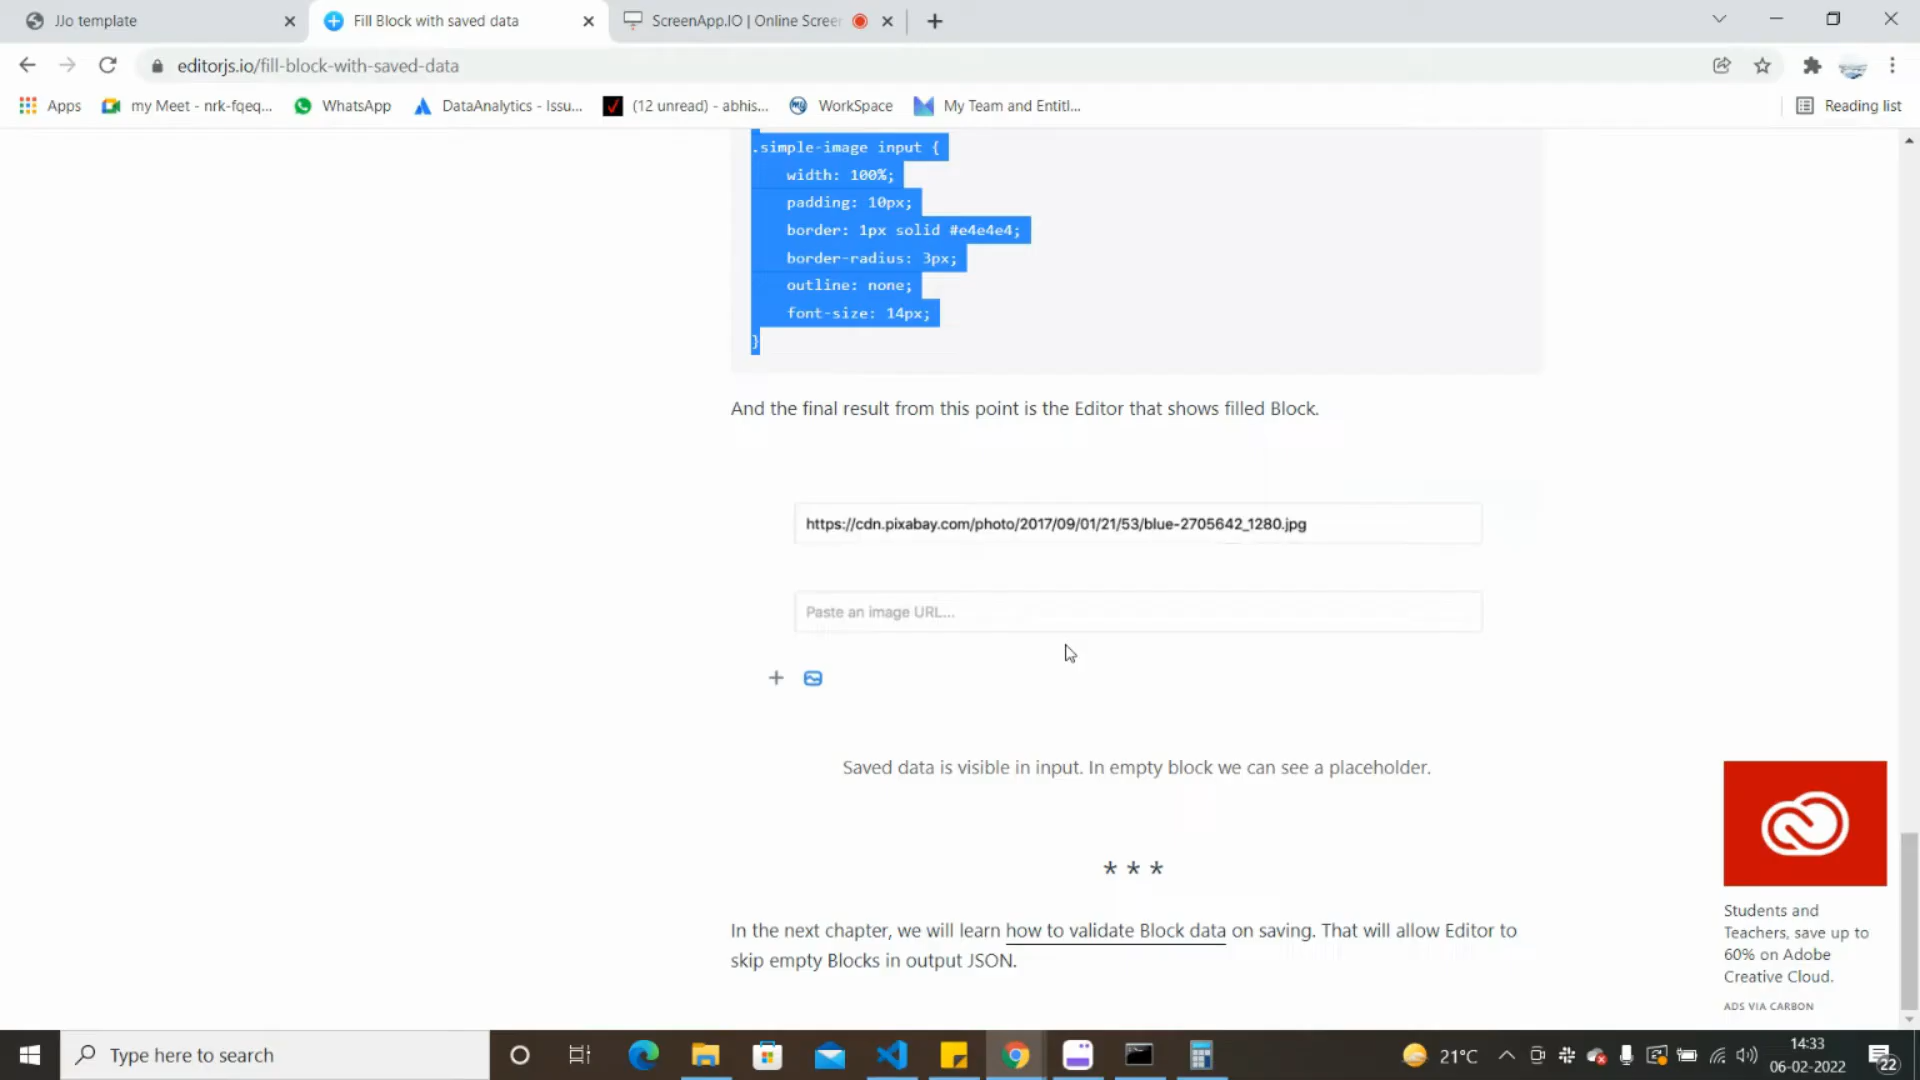 Jlo template
Fill Block with saved data
ScreenApp.IO | Online Screen
editorjs.io/fill-block-with-saved-data
Apps
my Meet - nrk-fqeq...
WhatsApp
DataAnalytics - Issu...
(12 unread) - abhis...
WorkSpace
My Team and Entitl...
Reading list
.simple-image input {
width: 100%;
padding: 10px;
border: 1px solid #e4e4e4;
border-radius: 3px;
outline: none;
font-size: 14px;
}
And the final result from this point is the Editor that shows filled Block.
https://cdn.pixabay.com/photo/2017/09/01/21/53/blue-2705642_1280.jpg
Paste an image URL...
Saved data is visible in input. In empty block we can see a placeholder.
* * *
In the next chapter, we will learn how to validate Block data on saving. That will allow Editor to
skip empty Blocks in output JSON.
Students and
Teachers, save up to
60% on Adobe
Creative Cloud.
ADS VIA CARBON
Type here to search
21°C
14:33
06-02-2022
22